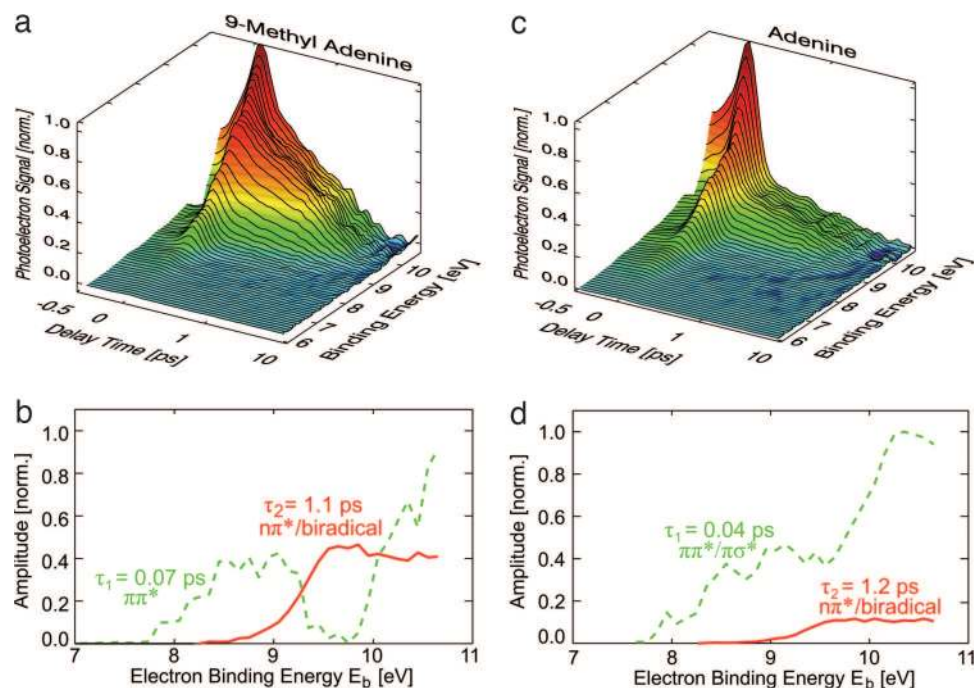 a
9-Methyl Adenine
Photoelectron Signal [norm.]
1.0
0.8
0.6
0.4
0.2
0.0
-0.5
0
1
10
Delay Time [ps]
6
7
8
9
10
Binding Energy [eV]
c
Adenine
Photoelectron Signal [norm.]
1.0
0.8
0.6
0.4
0.2
0.0
-0.5
0
1
10
Delay Time [ps]
6
7
8
9
10
Binding Energy [eV]
b
Amplitude [norm.]
1.0
0.8
0.6
0.4
0.2
0.0
τ₂ = 1.1 ps
nπ*/biradical
τ₁ = 0.07 ps
ππ*
7
8
9
10
11
Electron Binding Energy E_b [eV]
d
Amplitude [norm.]
1.0
0.8
0.6
0.4
0.2
0.0
τ₁ = 0.04 ps
ππ*/πσ*
τ₂ = 1.2 ps
nπ*/biradical
7
8
9
10
11
Electron Binding Energy E_b [eV]